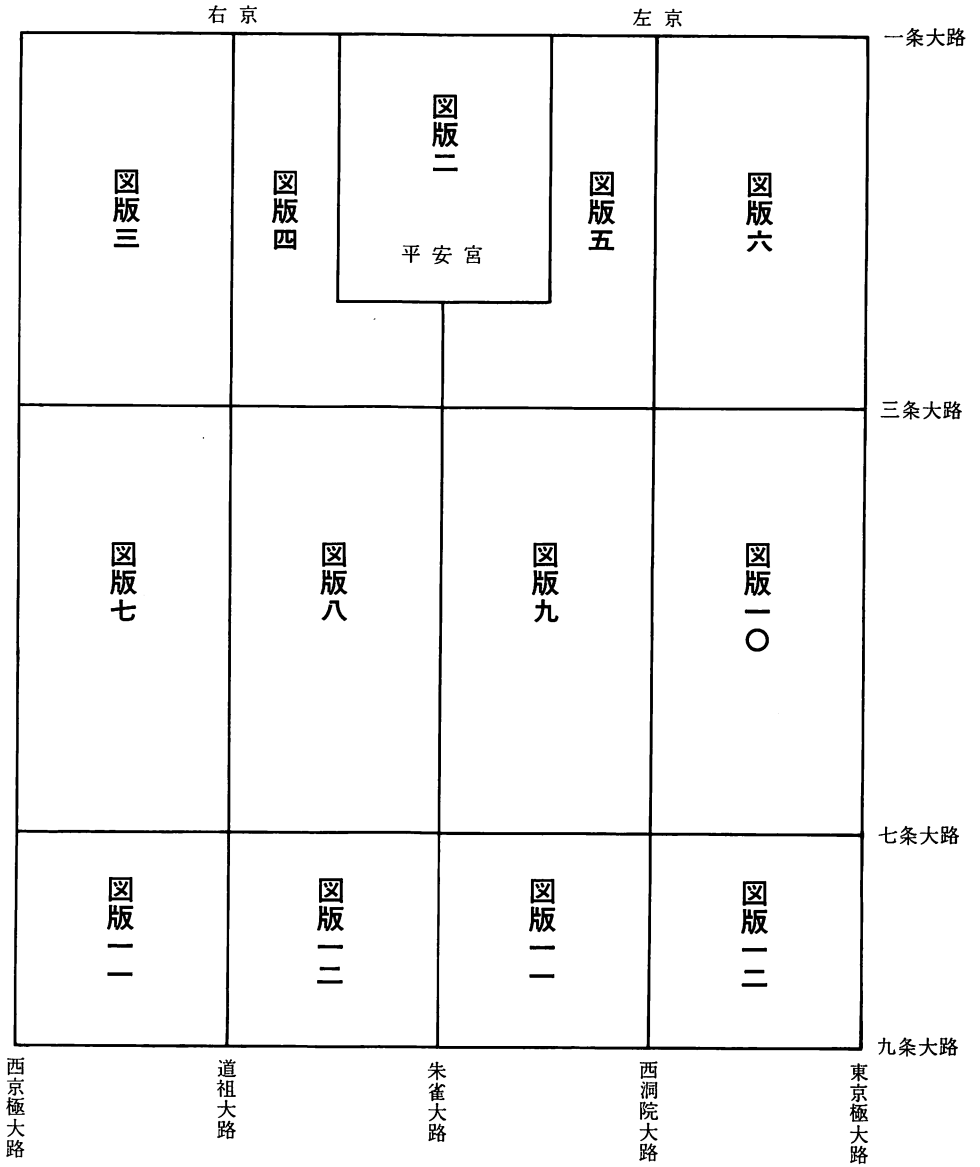 右京
左京
一条大路
図版三
図版四
図版二
平安宮
図版五
図版六
三条大路
図版七
図版八
図版九
図版一〇
七条大路
図版一一
図版一二
図版一一
図版一二
九条大路
西京極大路
道祖大路
朱雀大路
西洞院大路
東京極大路